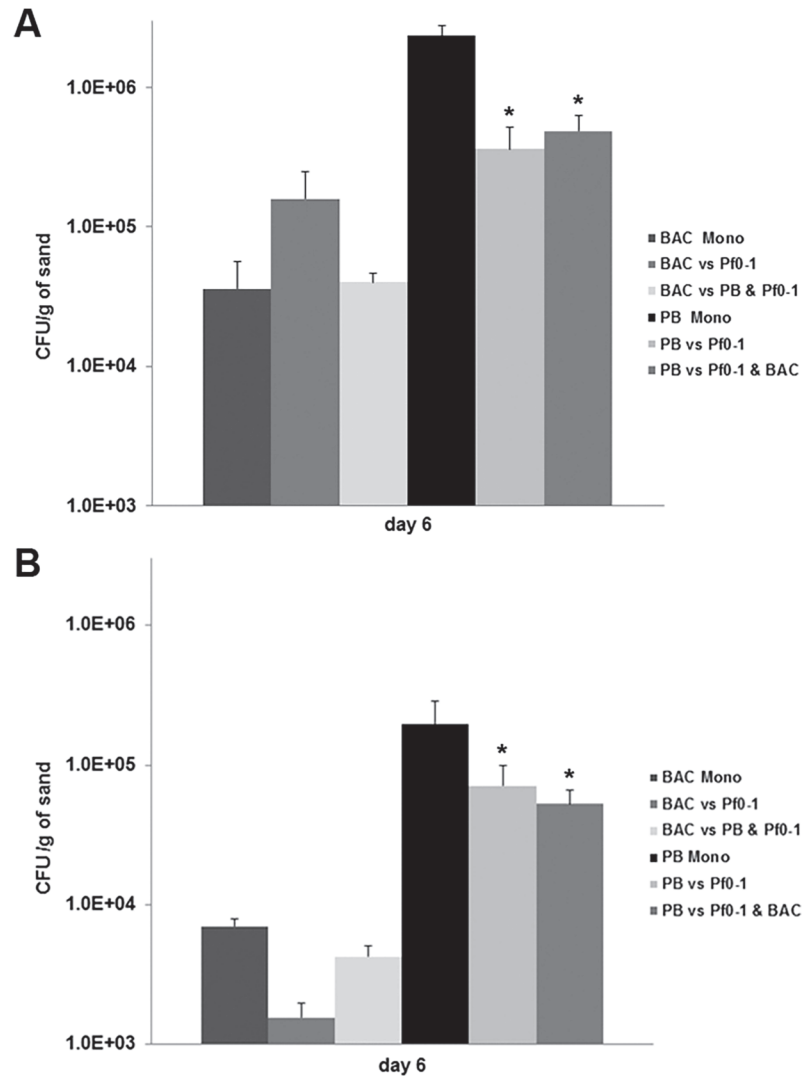 A
1.0E+06
1.0E+05
1.0E+04
1.0E+03
CFU/g of sand
* *
day 6
BAC Mono
BAC vs Pf0-1
BAC vs PB & Pf0-1
PB Mono
PB vs Pf0-1
PB vs Pf0-1 & BAC
B
1.0E+06
1.0E+05
1.0E+04
1.0E+03
CFU/g of sand
* *
day 6
BAC Mono
BAC vs Pf0-1
BAC vs PB & Pf0-1
PB Mono
PB vs Pf0-1
PB vs Pf0-1 & BAC